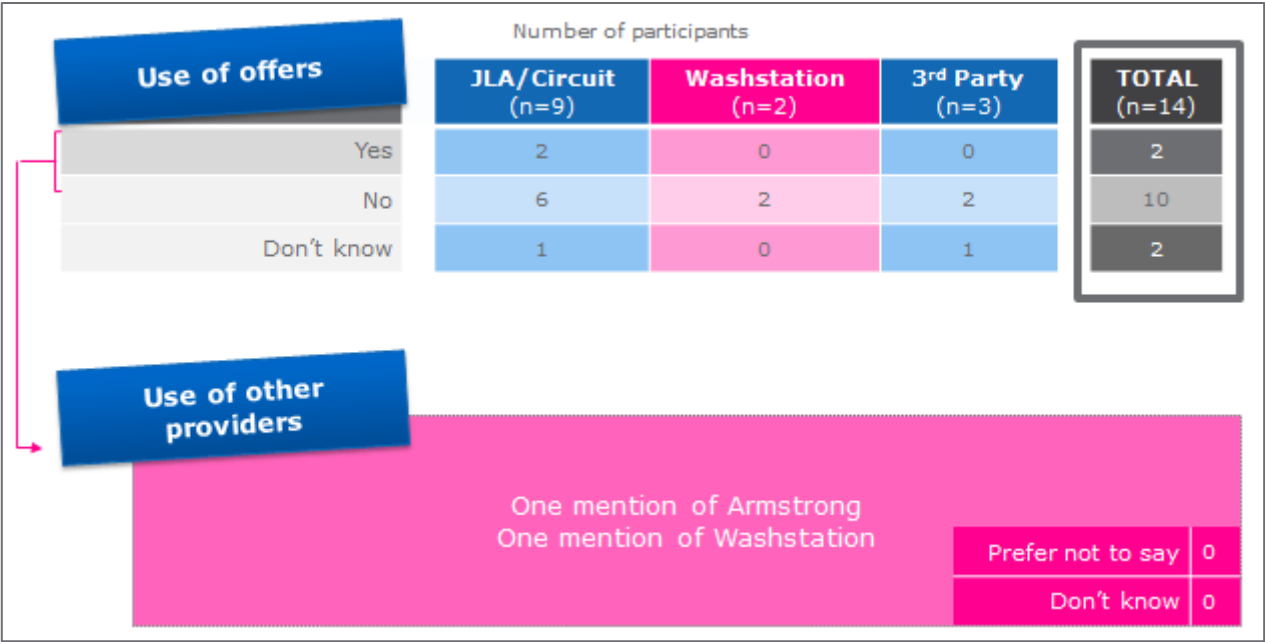 Number of participants
Use of offers
JLA/Circuit Washstation 3rd Party TOTAL
(n=9) (n=2) (n=3) (n=14)
Yes 2 0 0 2
No 6 2 2 10
Don't know 1 0 1 2
Use of other
providers
One mention of Armstrong
One mention of Washstation
Prefer not to say 0
Don't know 0